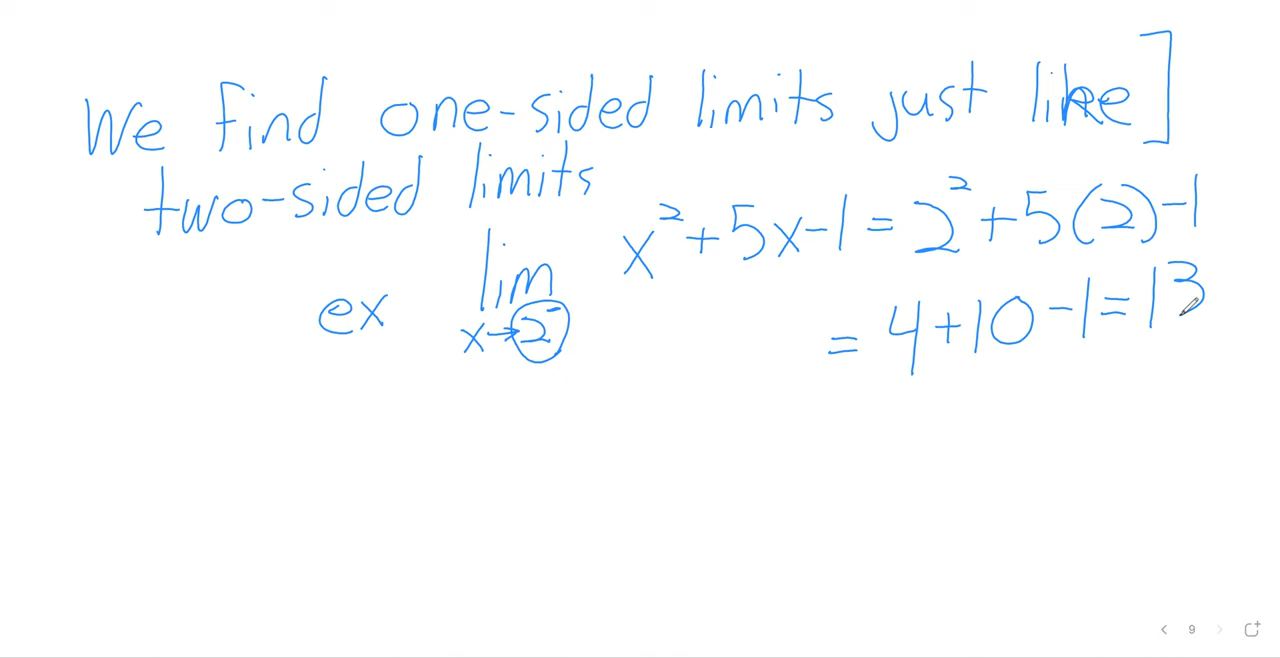 We find one-sided limits just like]
two-sided limits
ex lim x→2⁻ x²+5x-1=2²+5(2)-1
= 4+10-1=13
9